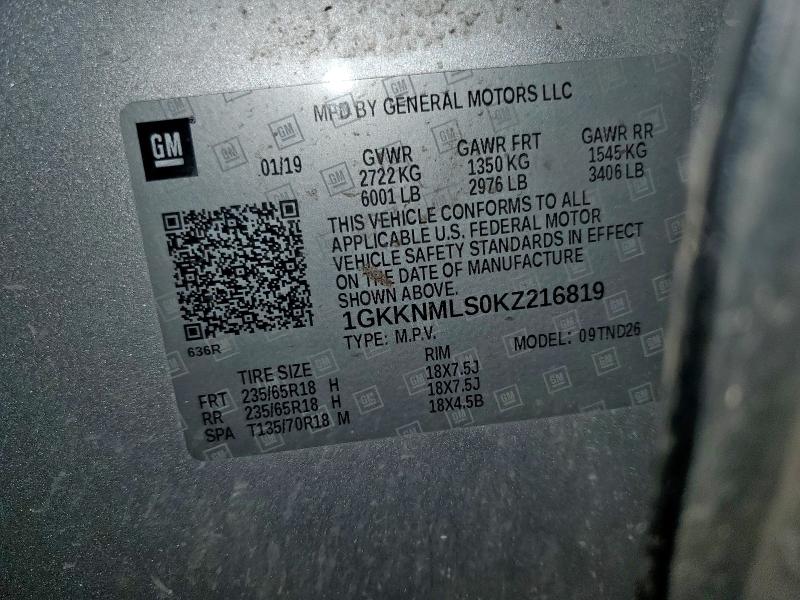 MFD BY GENERAL MOTORS LLC
GM
01/19
GVWR
2722 KG
6001 LB
GAWR FRT
1350 KG
2976 LB
GAWR RR
1545 KG
3406 LB
THIS VEHICLE CONFORMS TO ALL
APPLICABLE U.S. FEDERAL MOTOR
VEHICLE SAFETY STANDARDS IN EFFECT
ON THE DATE OF MANUFACTURE
SHOWN ABOVE.
1GKKNMLS0KZ216819
TYPE: M.P.V.
MODEL: 09TND26
636R
TIRE SIZE RIM
FRT 235/65R18 H 18X7.5J
RR 235/65R18 H 18X7.5J
SPA T135/70R18 M 18X4.5B